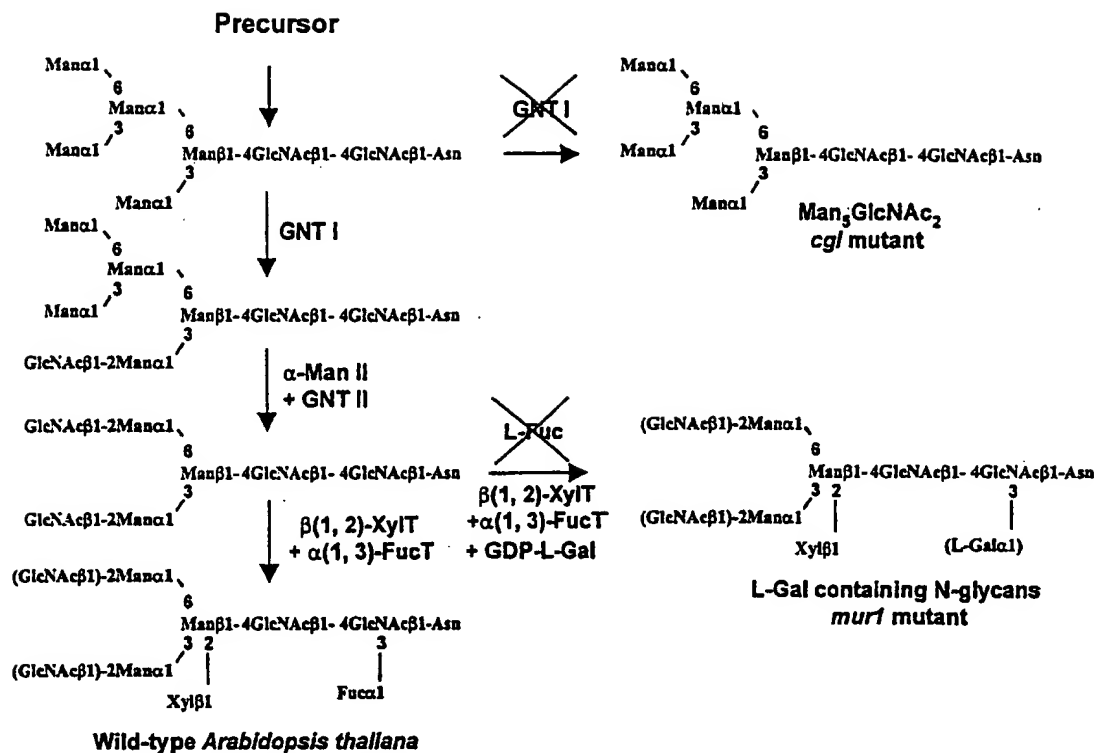 Precursor
Manα1
6
Manα1
3
6
Manα1
Manβ1-4GlcNAcβ1- 4GlcNAcβ1-Asn
3
Manα1
GNT I
Manα1
6
Manα1
3
6
Manα1
Manβ1- 4GlcNAcβ1- 4GlcNAcβ1-Asn
3
Manα1
Man5GlcNAc2
cgl mutant
GNT I
Manα1
6
Manα1
3
6
Manα1
Manβ1-4GlcNAcβ1- 4GlcNAcβ1-Asn
3
GlcNAcβ1-2Manα1
α-Man II
+ GNT II
GlcNAcβ1-2Manα1
6
Manβ1-4GlcNAcβ1- 4GlcNAcβ1-Asn
3
GlcNAcβ1-2Manα1
L-Fuc
β(1, 2)-XylT
+α(1, 3)-FucT
+ GDP-L-Gal
(GlcNAcβ1)-2Manα1
6
Manβ1-4GlcNAcβ1- 4GlcNAcβ1-Asn
3 2 3
(GlcNAcβ1)-2Manα1
Xylβ1 (L-Galα1)
L-Gal containing N-glycans
mur1 mutant
β(1, 2)-XylT
+ α(1, 3)-FucT
(GlcNAcβ1)-2Manα1
6
Manβ1-4GlcNAcβ1- 4GlcNAcβ1-Asn
3 2 3
(GlcNAcβ1)-2Manα1
Xylβ1 Fucα1
Wild-type Arabidopsis thaliana